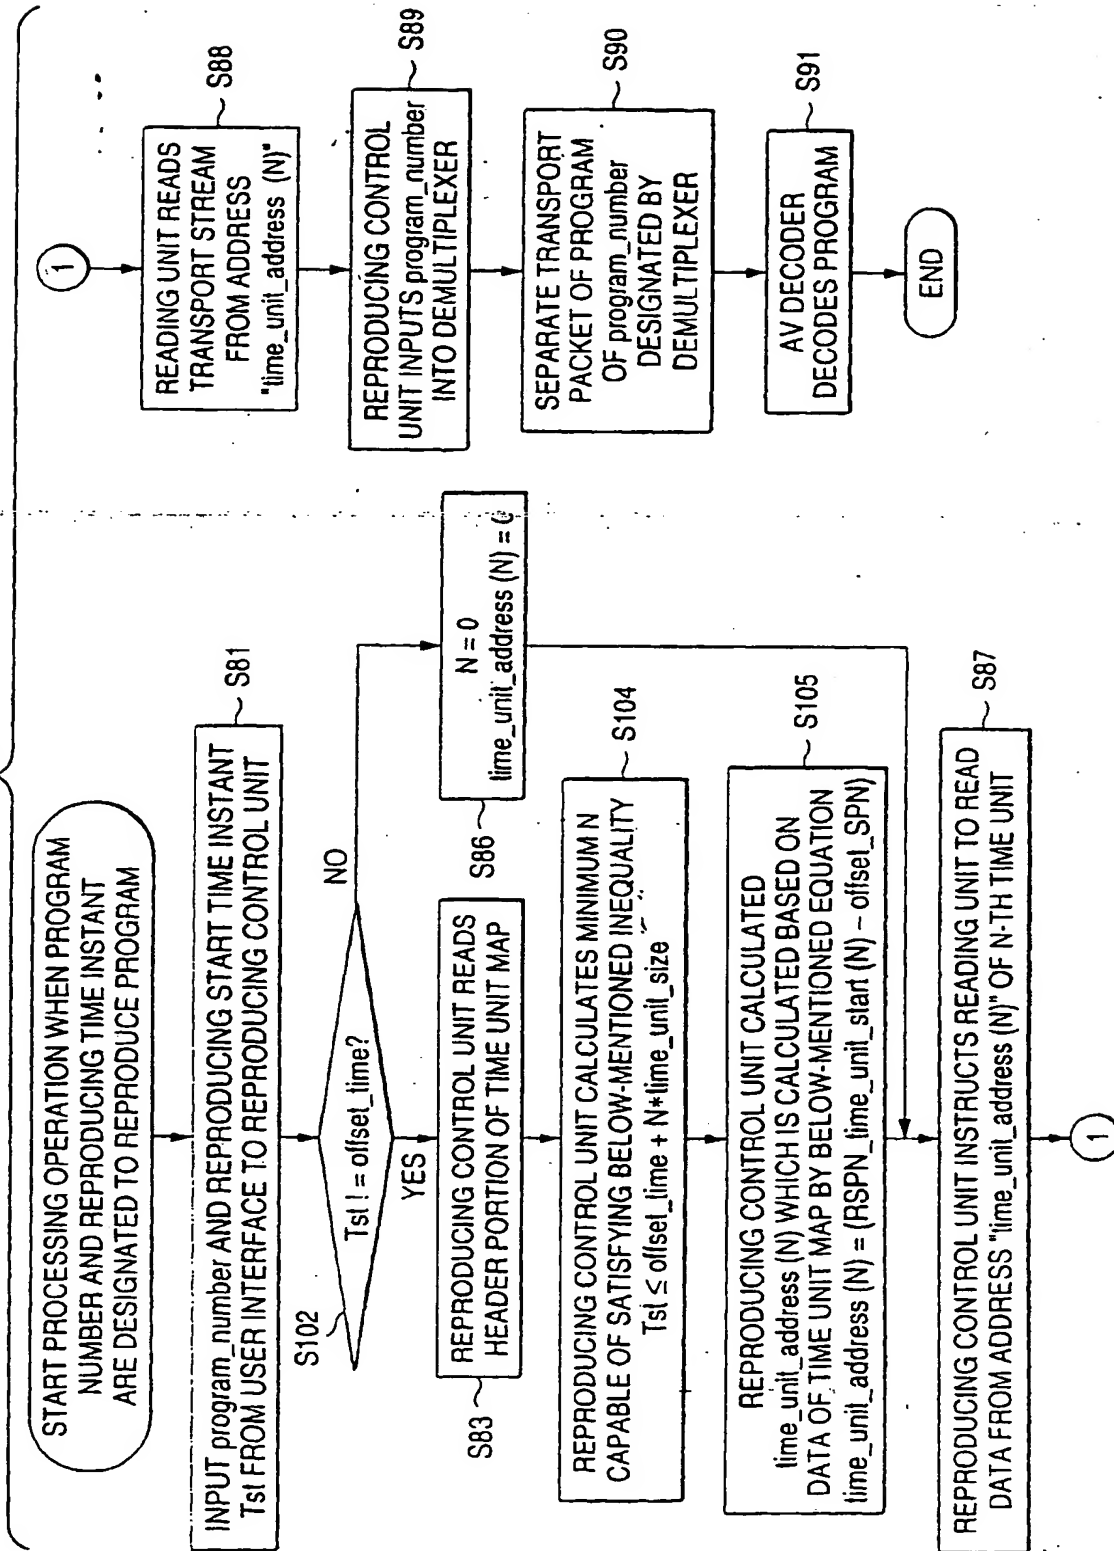 START PROCESSING OPERATION WHEN PROGRAM
NUMBER AND REPRODUCING TIME INSTANT
ARE DESIGNATED TO REPRODUCE PROGRAM
INPUT program_number AND REPRODUCING START TIME INSTANT
Tst FROM USER INTERFACE TO REPRODUCING CONTROL UNIT
S81
S102
Tst != offset_time?
NO
YES
S83
REPRODUCING CONTROL UNIT READS
HEADER PORTION OF TIME UNIT MAP
S86
N = 0
time_unit_address (N) =
REPRODUCING CONTROL UNIT CALCULATES MINIMUM N
CAPABLE OF SATISFYING BELOW-MENTIONED INEQUALITY
Tst ≤ offset_time + N*time_unit_size
S104
REPRODUCING CONTROL UNIT CALCULATED
time_unit_address (N) WHICH IS CALCULATED BASED ON
DATA OF TIME UNIT MAP BY BELOW-MENTIONED EQUATION
time_unit_address (N) = (RSPN_time_unit_start (N) – offset_SPN)
S105
REPRODUCING CONTROL UNIT INSTRUCTS READING UNIT TO READ
DATA FROM ADDRESS "time_unit_address (N)" OF N-TH TIME UNIT
S87
1
1
READING UNIT READS
TRANSPORT STREAM
FROM ADDRESS
"time_unit_address (N)"
S88
REPRODUCING CONTROL
UNIT INPUTS program_number
INTO DEMULTIPLEXER
S89
SEPARATE TRANSPORT
PACKET OF PROGRAM
OF program_number
DESIGNATED BY
DEMULTIPLEXER
S90
AV DECODER
DECODES PROGRAM
S91
END